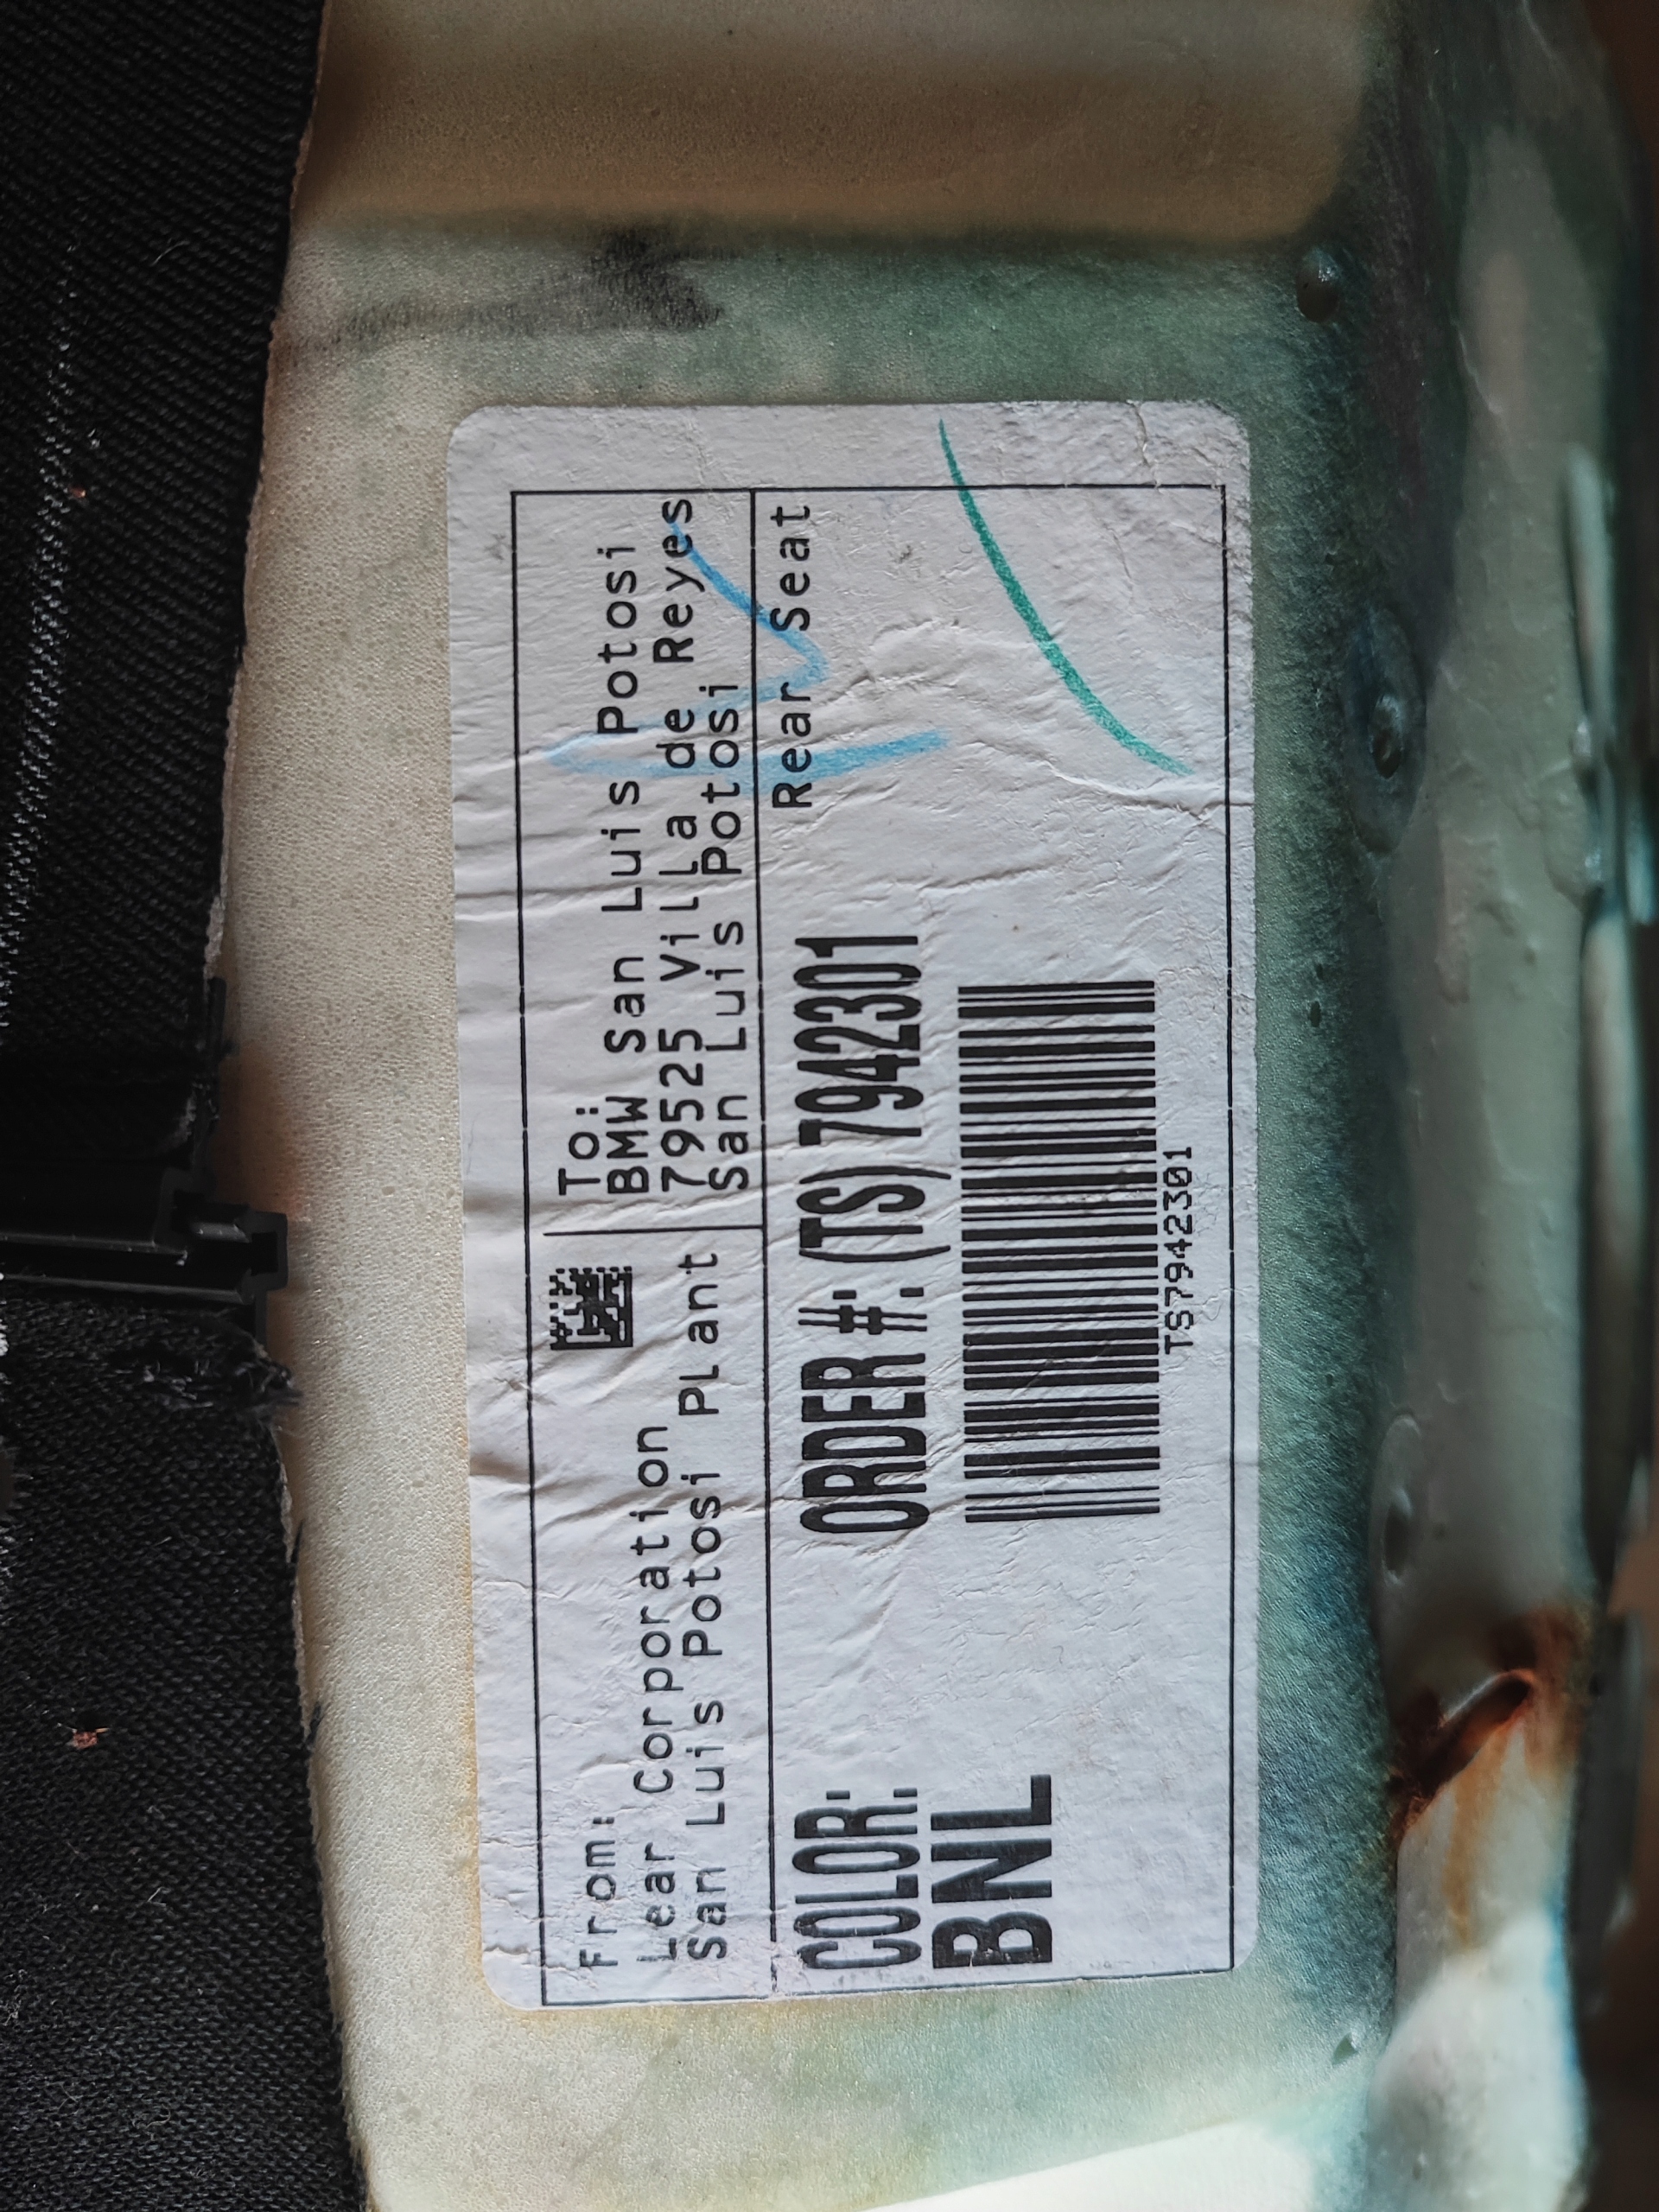 From:
Lear Corporation
San Luis Potosi Plant
To:
BMW San Luis Potosi
79525 Villa de Reyes
San Luis Potosi
Rear Seat
COLOR:
BNL
ORDER #: (TS) 7942301
TS7942301